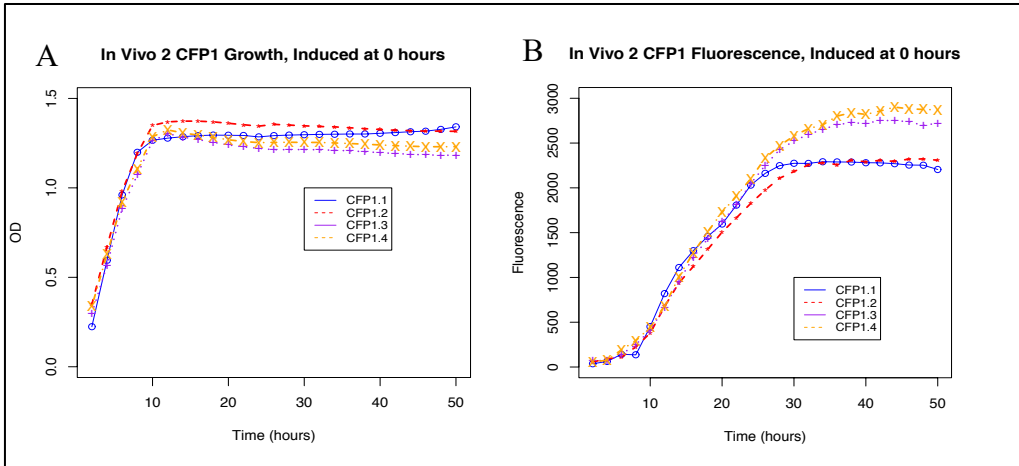 A
In Vivo 2 CFP1 Growth, Induced at 0 hours
OD
1.5
1.0
0.5
0.0
CFP1.1
CFP1.2
CFP1.3
CFP1.4
10 20 30 40 50
Time (hours)
B
In Vivo 2 CFP1 Fluorescence, Induced at 0 hours
Fluorescence
3000
2500
2000
1500
1000
500
0
CFP1.1
CFP1.2
CFP1.3
CFP1.4
10 20 30 40 50
Time (hours)